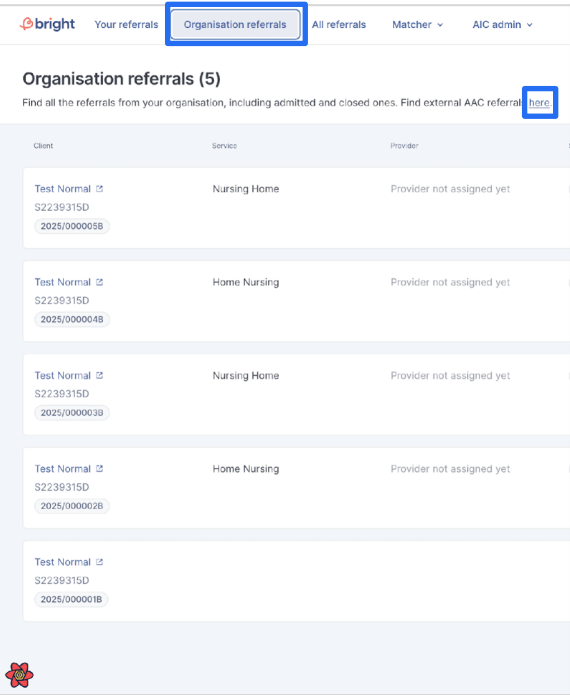 bright Your referrals Organisation referrals All referrals Matcher AIC admin
Organisation referrals (5)
Find all the referrals from your organisation, including admitted and closed ones. Find external AAC referral here.
Client Service Provider
Test Normal Nursing Home Provider not assigned yet
S2239315D
2025/000005B
Test Normal Home Nursing Provider not assigned yet
S2239315D
2025/000004B
Test Normal Nursing Home Provider not assigned yet
S2239315D
2025/000003B
Test Normal Home Nursing Provider not assigned yet
S2239315D
2025/000002B
Test Normal
S2239315D
2025/000001B